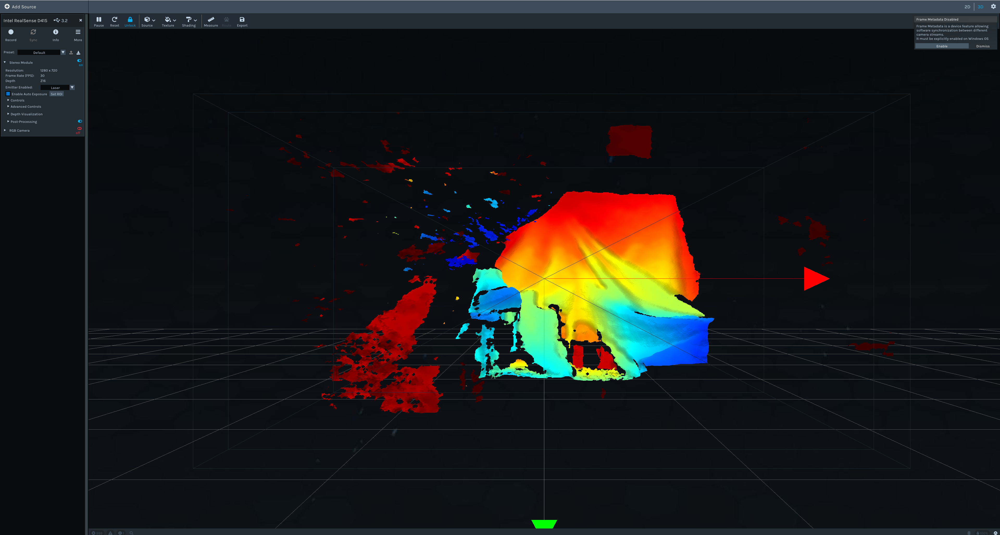 Add Source
2D
3D
Intel RealSense D415
3.2
Record
Sync
Info
More
Preset:
Default
Stereo Module
on
Resolution: 1280 x 720
Frame Rate (FPS): 30
Depth Z16
Emitter Enabled: Laser
Enable Auto Exposure Set ROI
Controls
Advanced Controls
Depth Visualization
Post-Processing
RGB Camera
off
Pause
Reset
Unlock
Source
Texture
Shading
Measure
Route
Export
Frame Metadata Disabled
Frame Metadata is a device feature allowing
software synchronization between different
camera streams.
It must be explicitly enabled on Windows OS
Enable Dismiss
100%